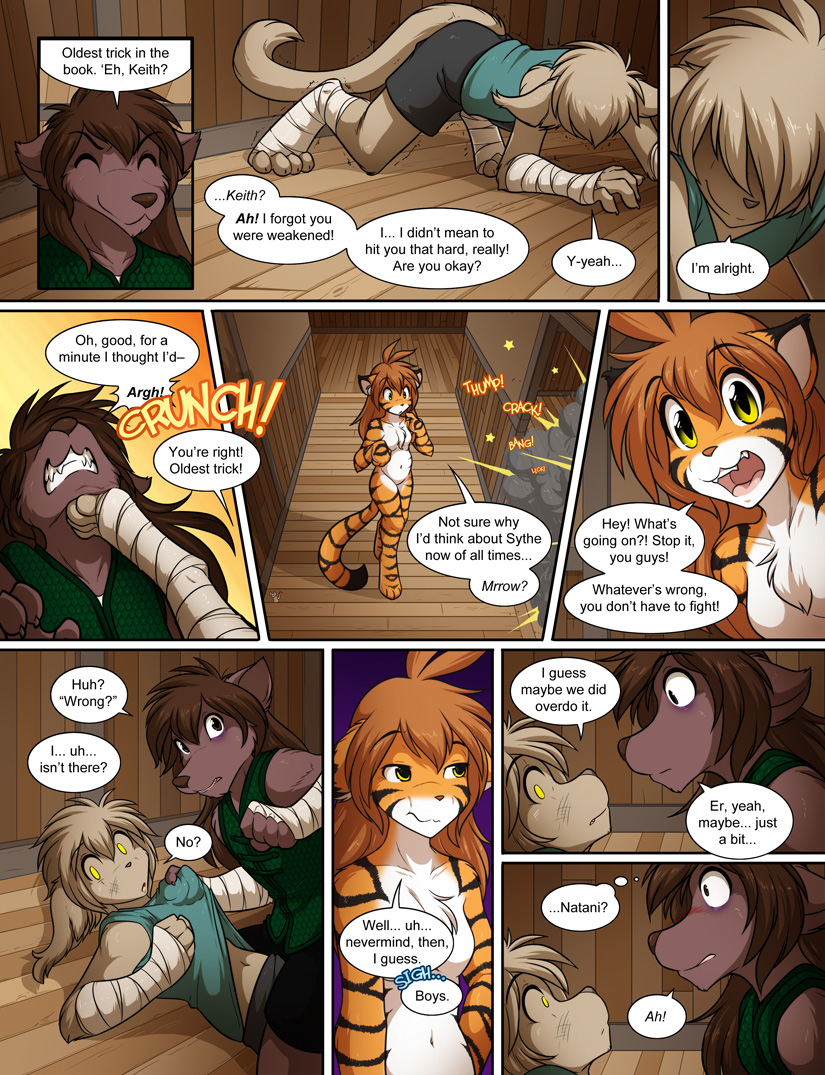 Oldest trick in the
book. ‘Eh, Keith?
...Keith?
Ah! I forgot you
were weakened!
I... I didn't mean to
hit you that hard, really!
Are you okay?
Y-yeah...
I'm alright.
Oh, good, for a
minute I thought I'd–
Argh!
CRUNCH!
You're right!
Oldest trick!
THUMP!
CRACK!
BANG!
HON
Not sure why
I'd think about Sythe
now of all times...
Mrrow?
Hey! What's
going on?! Stop it,
you guys!
Whatever's wrong,
you don't have to fight!
Huh?
“Wrong?”
I... uh...
isn't there?
No?
Well... uh...
nevermind, then,
I guess.
SIGH...
Boys.
I guess
maybe we did
overdo it.
Er, yeah,
maybe... just
a bit...
...Natani?
Ah!